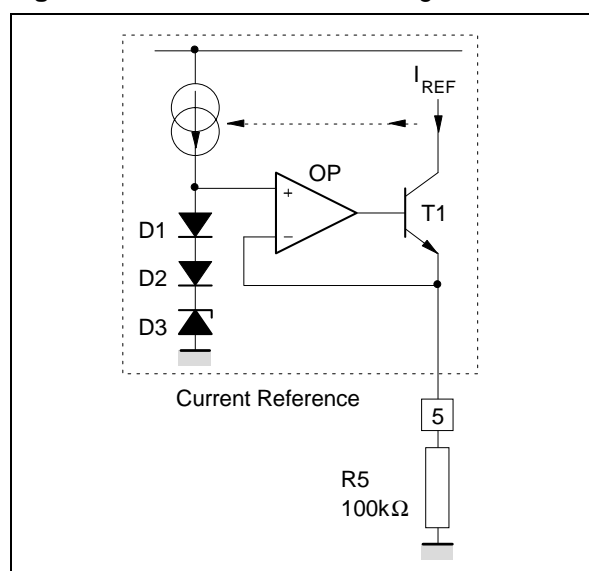 I REF
OP
+
T1
−
D1
D2
D3
Current Reference
5
R5
100kΩ